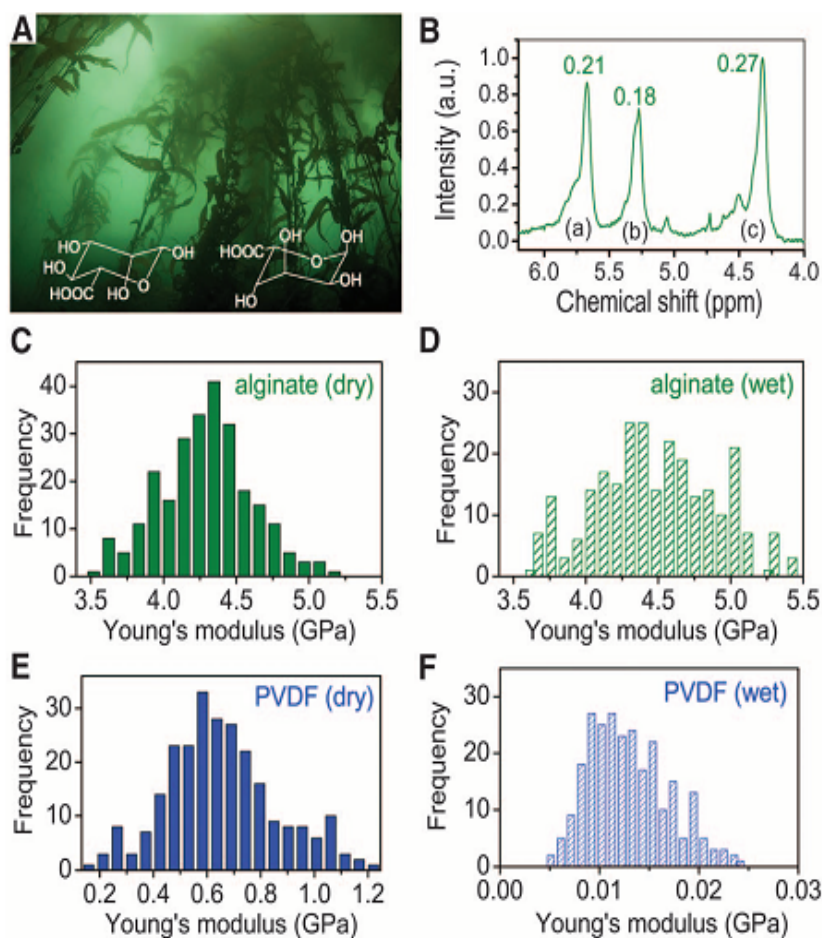 A
HO
HO
HOOC
HO
O
OH
HOOC
OH
O
OH
HO
OH
B
Intensity (a.u.)
1.0
0.8
0.6
0.4
0.2
0.0
0.21
0.18
0.27
(a)
(b)
(c)
6.0 5.5 5.0 4.5 4.0
Chemical shift (ppm)
C
alginate (dry)
Frequency
40
30
20
10
0
3.5 4.0 4.5 5.0 5.5
Young's modulus (GPa)
D
alginate (wet)
Frequency
30
20
10
0
3.5 4.0 4.5 5.0 5.5
Young's modulus (GPa)
E
PVDF (dry)
Frequency
30
20
10
0
0.2 0.4 0.6 0.8 1.0 1.2
Young's modulus (GPa)
F
PVDF (wet)
Frequency
30
20
10
0
0.00 0.01 0.02 0.03
Young's modulus (GPa)